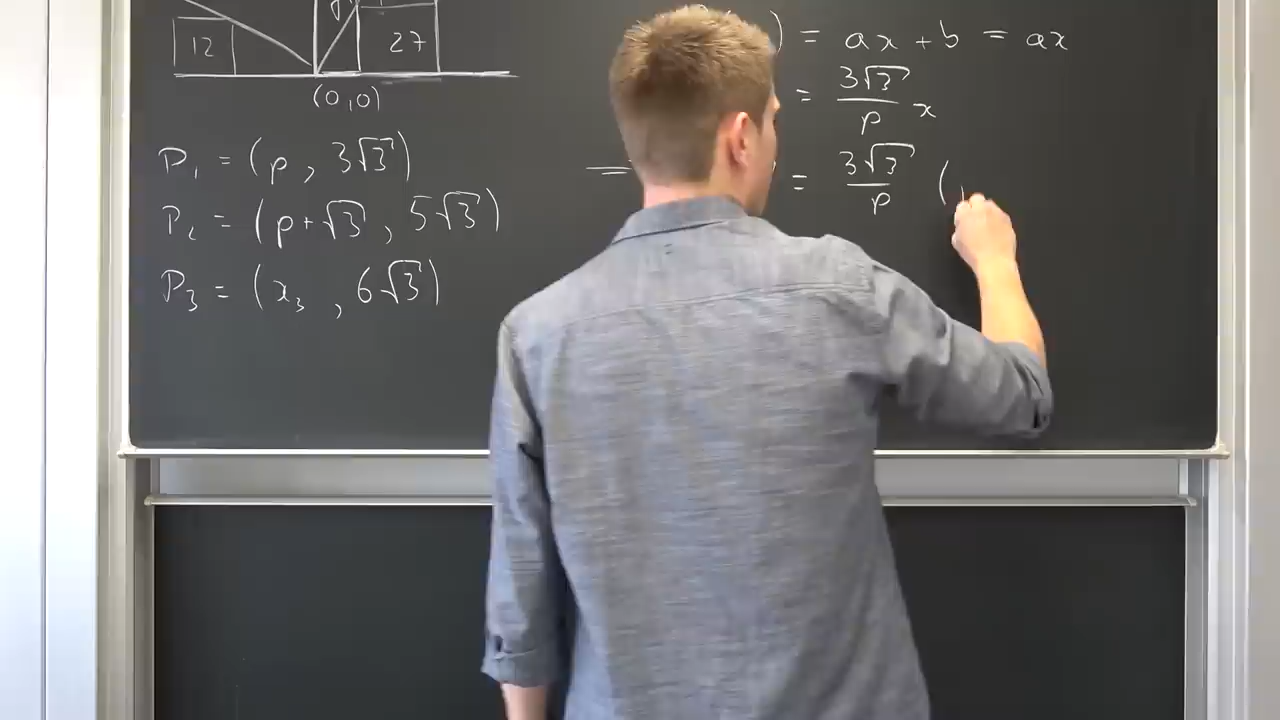 12
27
(0,0)
P₁ = (p, 3√3)
P₂ = (p+√3, 5√3)
P₃ = (x₃, 6√3)
) = ax + b = ax
= 3√3/p x
= 3√3/p (